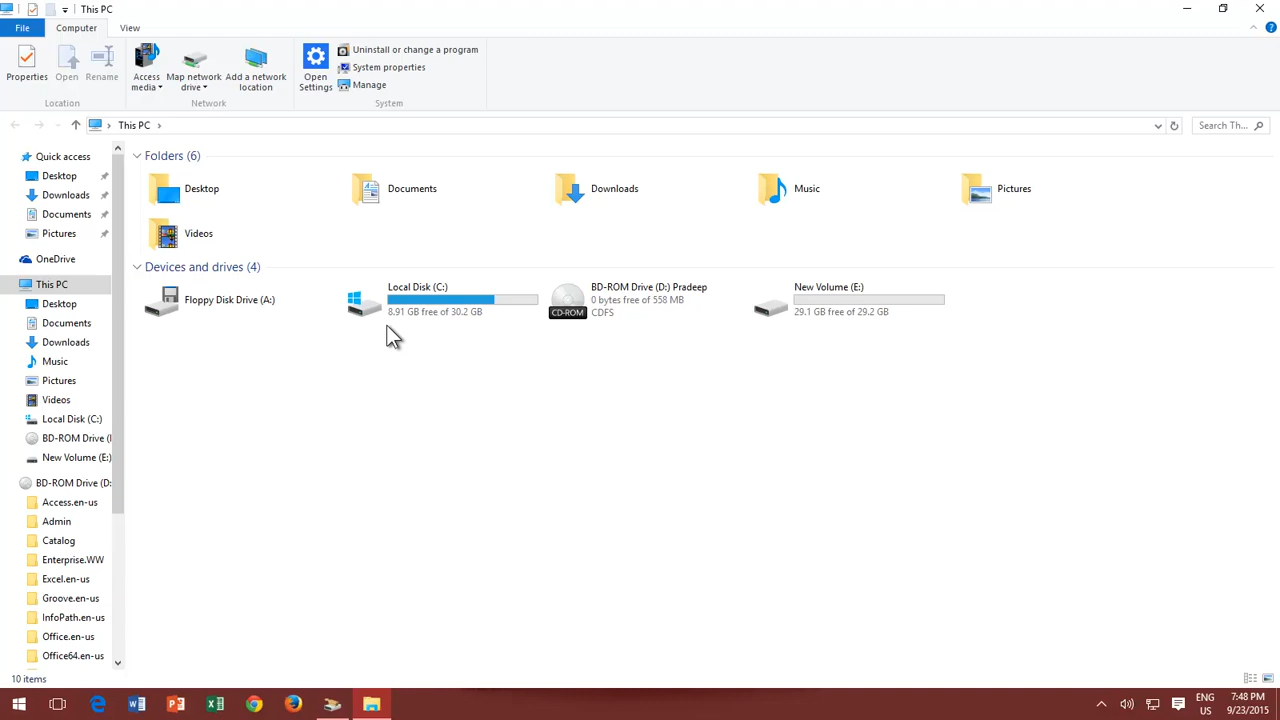 This PC
File
Computer
View
Properties
Open
Rename
Access media
Map network drive
Add a network location
Open Settings
Uninstall or change a program
System properties
Manage
Location
Network
System
This PC
Search Th...
Quick access
Desktop
Downloads
Documents
Pictures
OneDrive
This PC
Desktop
Documents
Downloads
Music
Pictures
Videos
Local Disk (C:)
BD-ROM Drive (
New Volume (E:)
BD-ROM Drive (D:
Access.en-us
Admin
Catalog
Enterprise.WW
Excel.en-us
Groove.en-us
InfoPath.en-us
Office.en-us
Office64.en-us
Folders (6)
Desktop
Documents
Downloads
Music
Pictures
Videos
Devices and drives (4)
Floppy Disk Drive (A:)
Local Disk (C:)
8.91 GB free of 30.2 GB
CD-ROM
BD-ROM Drive (D:) Pradeep
0 bytes free of 558 MB
CDFS
New Volume (E:)
29.1 GB free of 29.2 GB
10 items
ENG
US
7:48 PM
9/23/2015